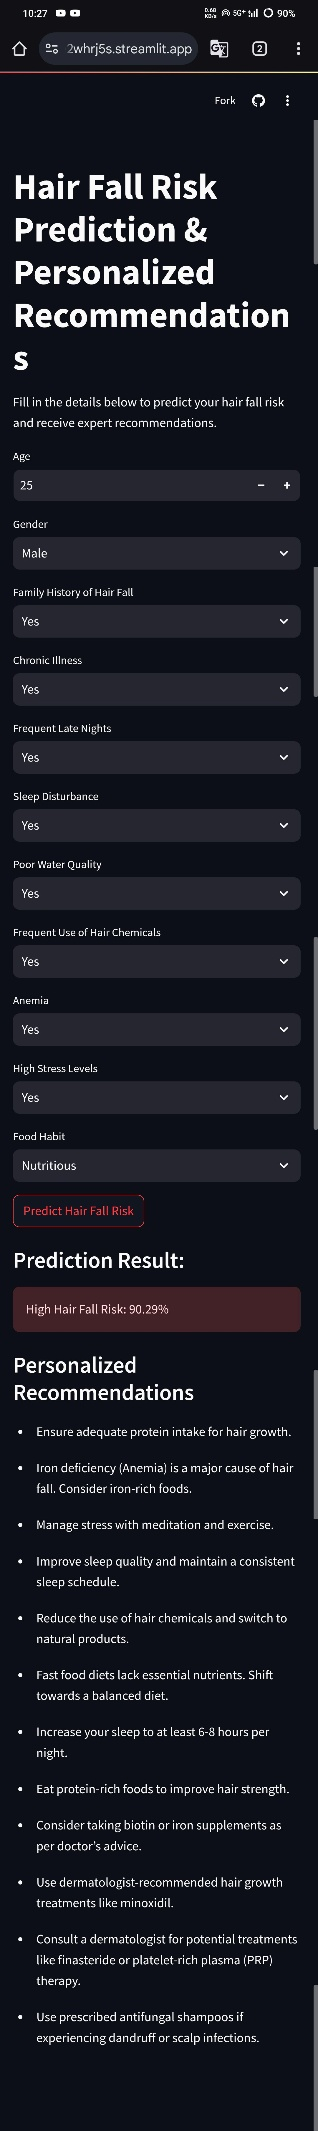 10:27
0.68 KB/s 5G+ 90%
2whrj5s.streamlit.app
2
Fork
Hair Fall Risk
Prediction &
Personalized
Recommendation
s
Fill in the details below to predict your hair fall risk
and receive expert recommendations.
Age
25
− +
Gender
Male
Family History of Hair Fall
Yes
Chronic Illness
Yes
Frequent Late Nights
Yes
Sleep Disturbance
Yes
Poor Water Quality
Yes
Frequent Use of Hair Chemicals
Yes
Anemia
Yes
High Stress Levels
Yes
Food Habit
Nutritious
Predict Hair Fall Risk
Prediction Result:
High Hair Fall Risk: 90.29%
Personalized
Recommendations
• Ensure adequate protein intake for hair growth.
• Iron deficiency (Anemia) is a major cause of hair
fall. Consider iron-rich foods.
• Manage stress with meditation and exercise.
• Improve sleep quality and maintain a consistent
sleep schedule.
• Reduce the use of hair chemicals and switch to
natural products.
• Fast food diets lack essential nutrients. Shift
towards a balanced diet.
• Increase your sleep to at least 6-8 hours per
night.
• Eat protein-rich foods to improve hair strength.
• Consider taking biotin or iron supplements as
per doctor's advice.
• Use dermatologist-recommended hair growth
treatments like minoxidil.
• Consult a dermatologist for potential treatments
like finasteride or platelet-rich plasma (PRP)
therapy.
• Use prescribed antifungal shampoos if
experiencing dandruff or scalp infections.